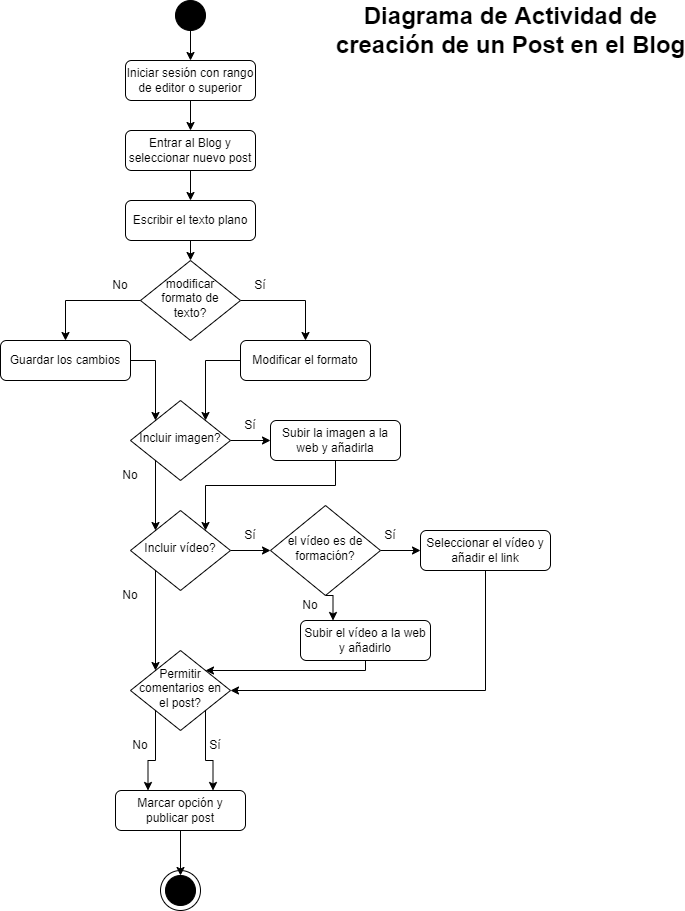 Diagrama de Actividad de
creación de un Post en el Blog
Iniciar sesión con rango
de editor o superior
Entrar al Blog y
seleccionar nuevo post
Escribir el texto plano
modificar
formato de
texto?
No
Sí
Guardar los cambios
Modificar el formato
Incluir imagen?
Sí
Subir la imagen a la
web y añadirla
No
Incluir vídeo?
Sí
el vídeo es de
formación?
Sí
Seleccionar el vídeo y
añadir el link
No
No
Subir el vídeo a la web
y añadirlo
Permitir
comentarios en
el post?
No
Sí
Marcar opción y
publicar post